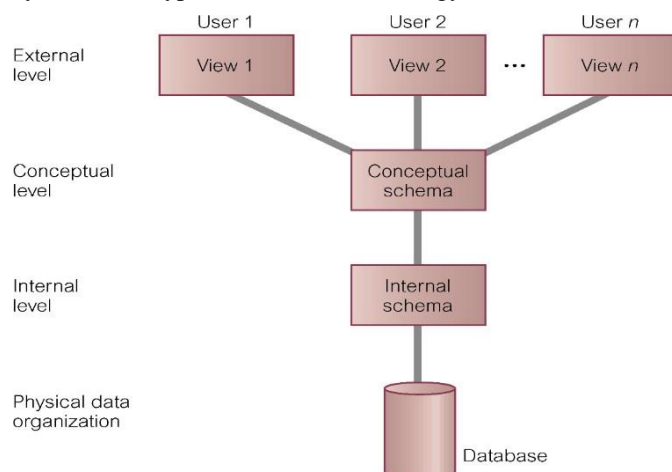 User 1 User 2 User n
External
level
View 1 View 2 ... View n
Conceptual
level
Conceptual
schema
Internal
level
Internal
schema
Physical data
organization
Database